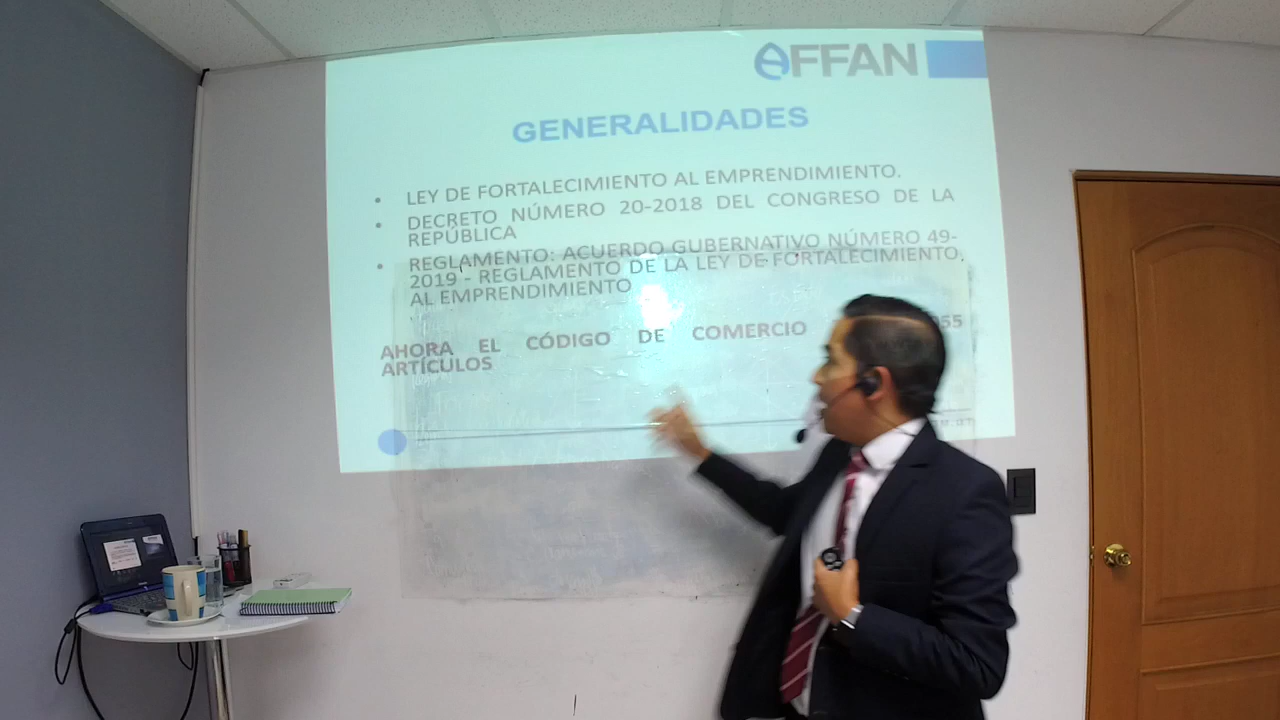 AFFAN
GENERALIDADES
• LEY DE FORTALECIMIENTO AL EMPRENDIMIENTO.
• DECRETO NÚMERO 20-2018 DEL CONGRESO DE LA
REPÚBLICA
• REGLAMENTO: ACUERDO GUBERNATIVO NÚMERO 49-
2019 - REGLAMENTO DE LA LEY DE FORTALECIMIENTO
AL EMPRENDIMIENTO
AHORA EL CÓDIGO DE COMERCIO
ARTÍCULOS